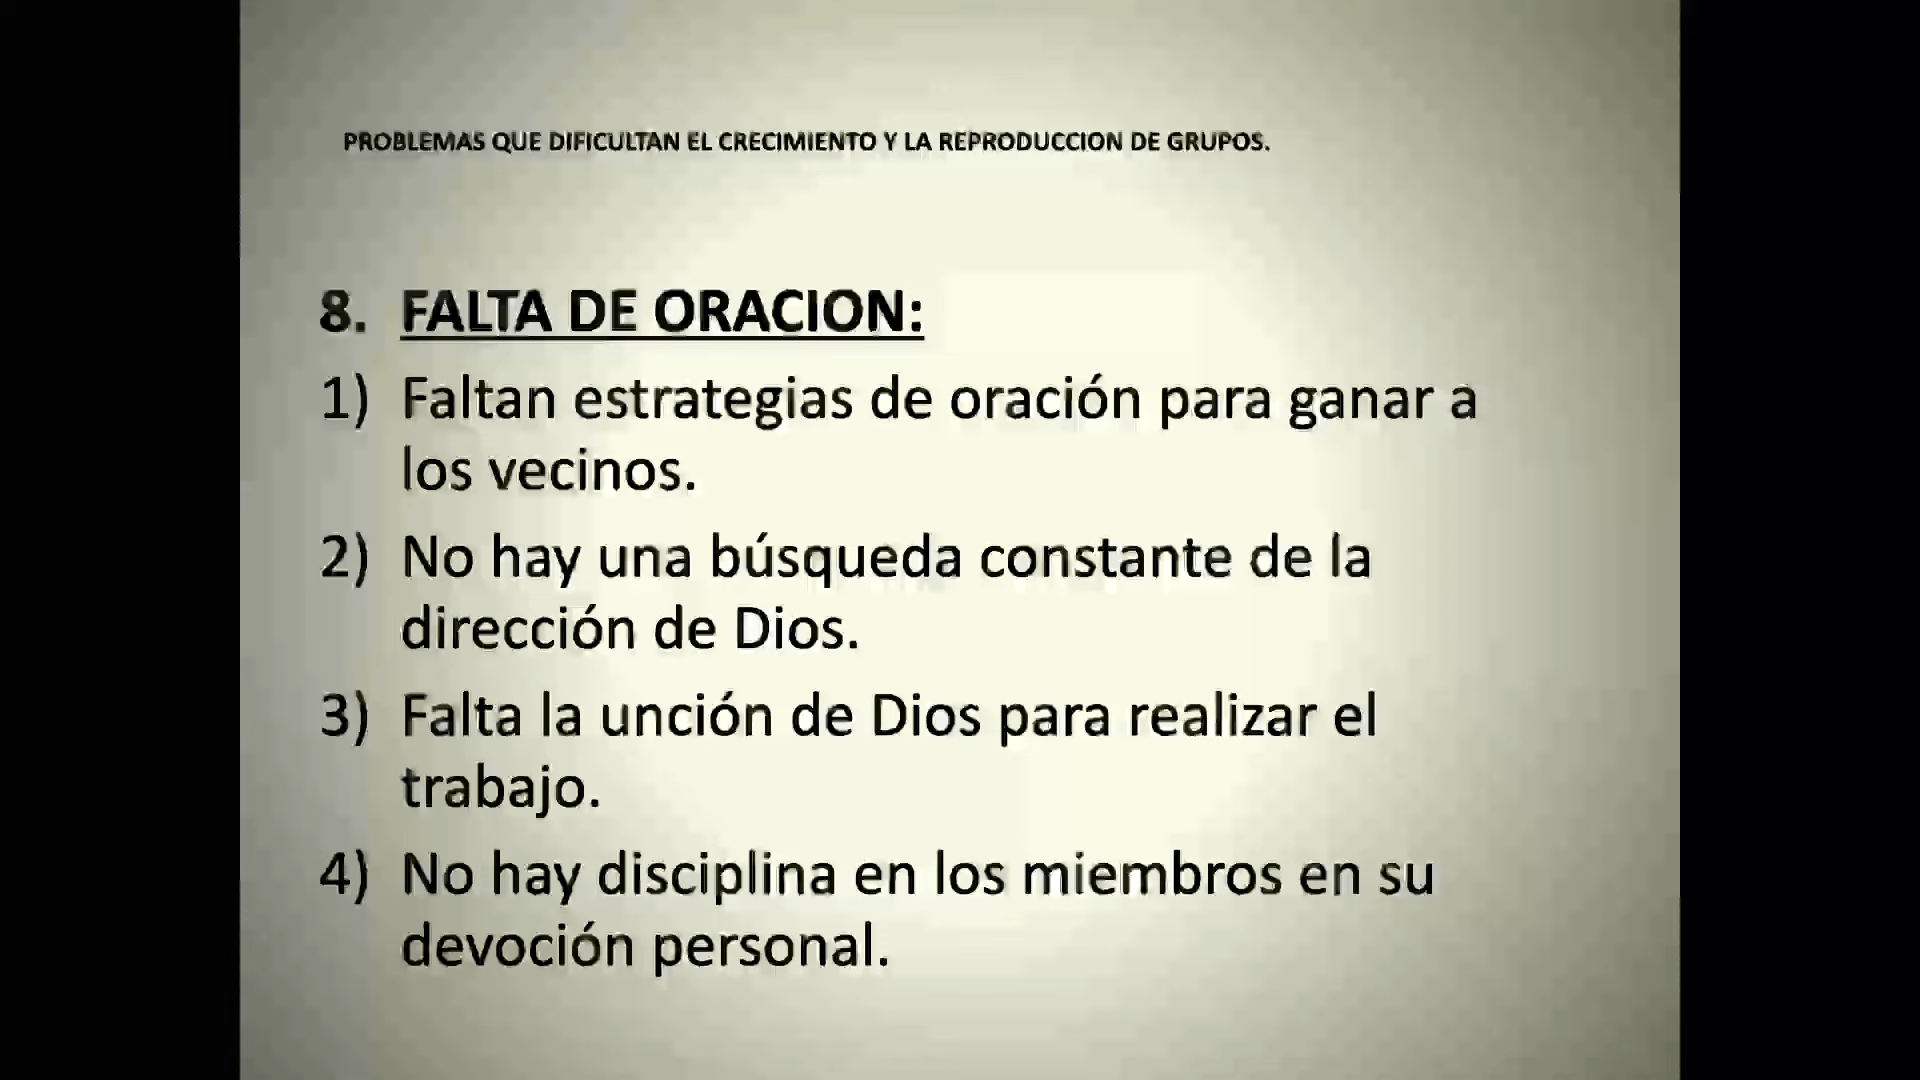 PROBLEMAS QUE DIFICULTAN EL CRECIMIENTO Y LA REPRODUCCION DE GRUPOS.
8. FALTA DE ORACION:
1) Faltan estrategias de oración para ganar a
los vecinos.
2) No hay una búsqueda constante de la
dirección de Dios.
3) Falta la unción de Dios para realizar el
trabajo.
4) No hay disciplina en los miembros en su
devoción personal.